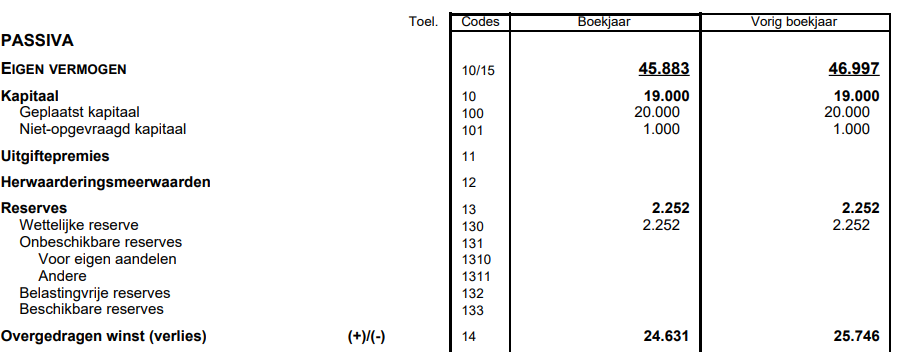 Toel. Codes Boekjaar Vorig boekjaar
PASSIVA
EIGEN VERMOGEN 10/15 45.883 46.997
Kapitaal 10 19.000 19.000
Geplaatst kapitaal 100 20.000 20.000
Niet-opgevraagd kapitaal 101 1.000 1.000
Uitgiftepremies 11
Herwaarderingsmeerwaarden 12
Reserves 13 2.252 2.252
Wettelijke reserve 130 2.252 2.252
Onbeschikbare reserves 131
Voor eigen aandelen 1310
Andere 1311
Belastingvrije reserves 132
Beschikbare reserves 133
Overgedragen winst (verlies) (+)/(-) 14 24.631 25.746